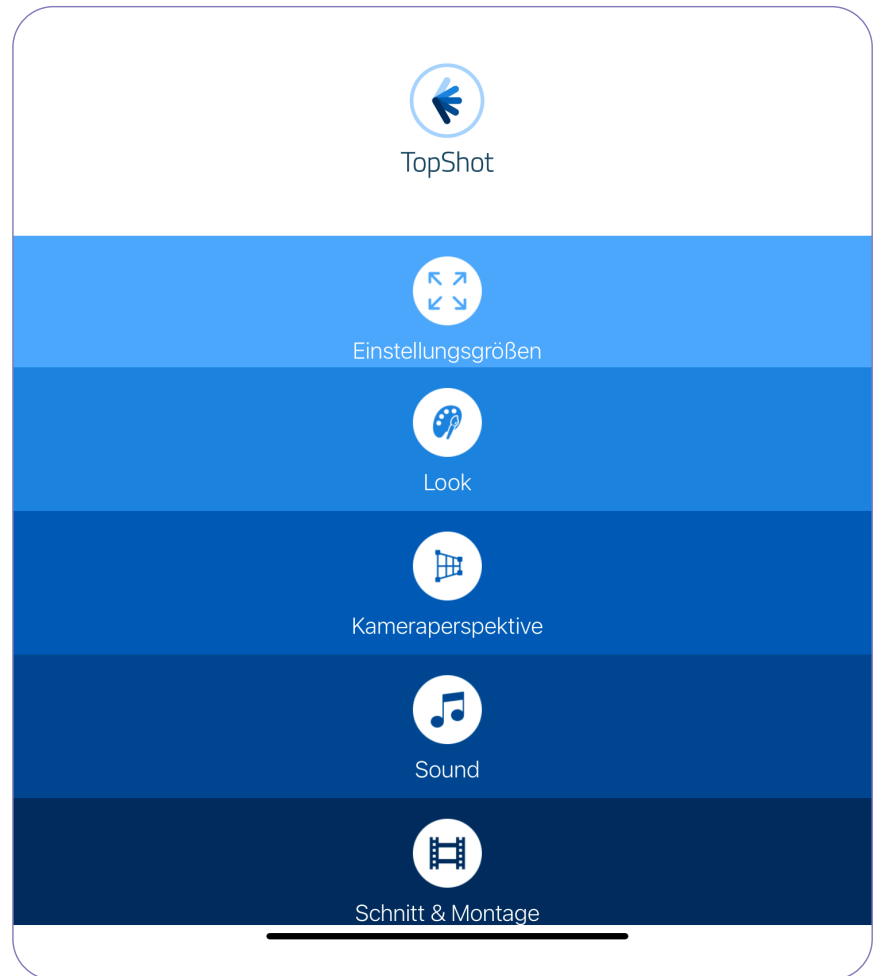 TopShot
Einstellungsgrößen
Look
Kameraperspektive
Sound
Schnitt & Montage